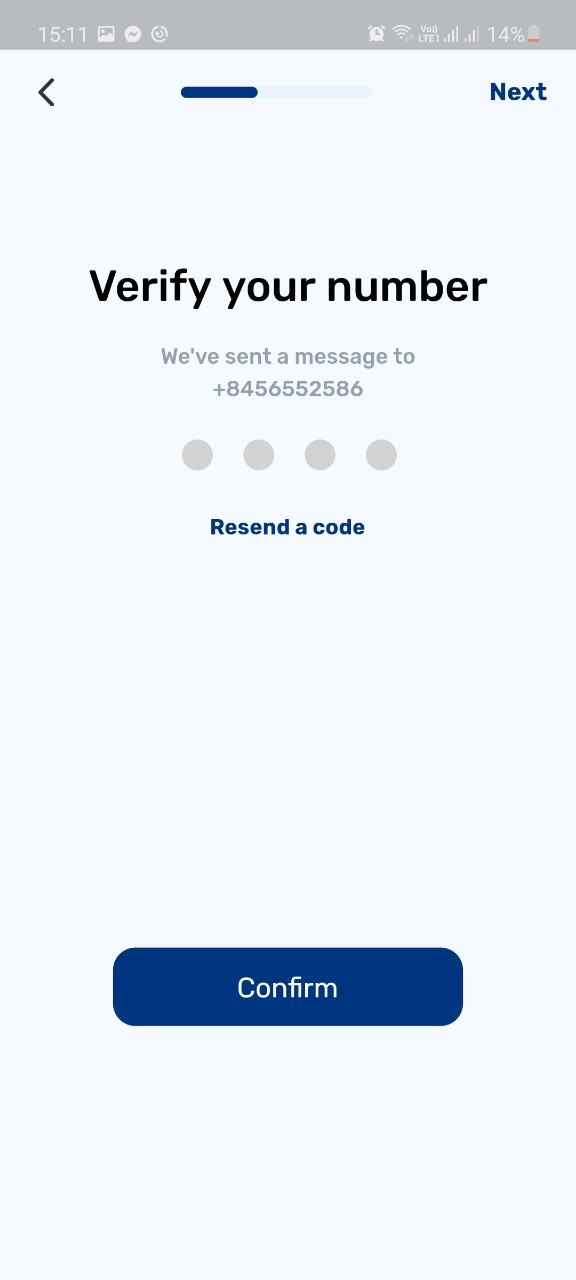 15:11
Vo))
LTE1
14%
Next
Verify your number
We've sent a message to
+8456552586
Resend a code
Confirm